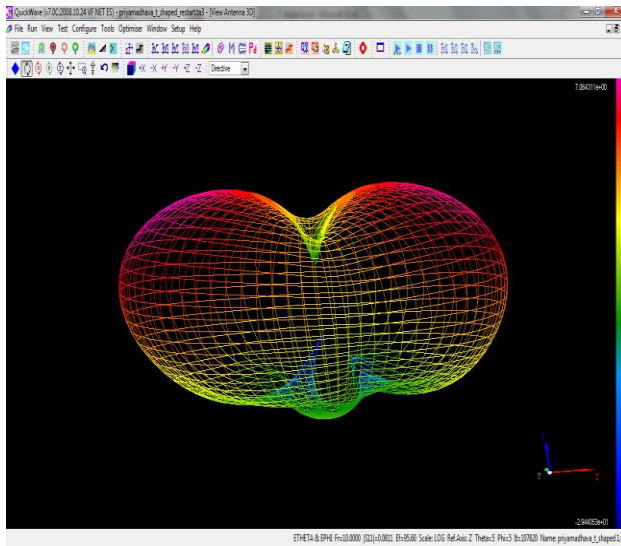 QuickWave (v7.0C:2008.10.24 VF NET ES) - priyamadhava_t_shaped_restart.ta3 - [View Antenna 3D]
File Run View Test Configure Tools Optimiser Window Setup Help
+X -X +Y -Y +Z -Z Directive
7.064311e+00
-2.944053e+01
ETHETA & EPHI Fr=10.0000 |S11|=0.0811 Ef=95.60 Scale: LOG Ref.Axis: Z Theta=5 Phi=5 It=107820 Name: priyamadhava_t_shaped1